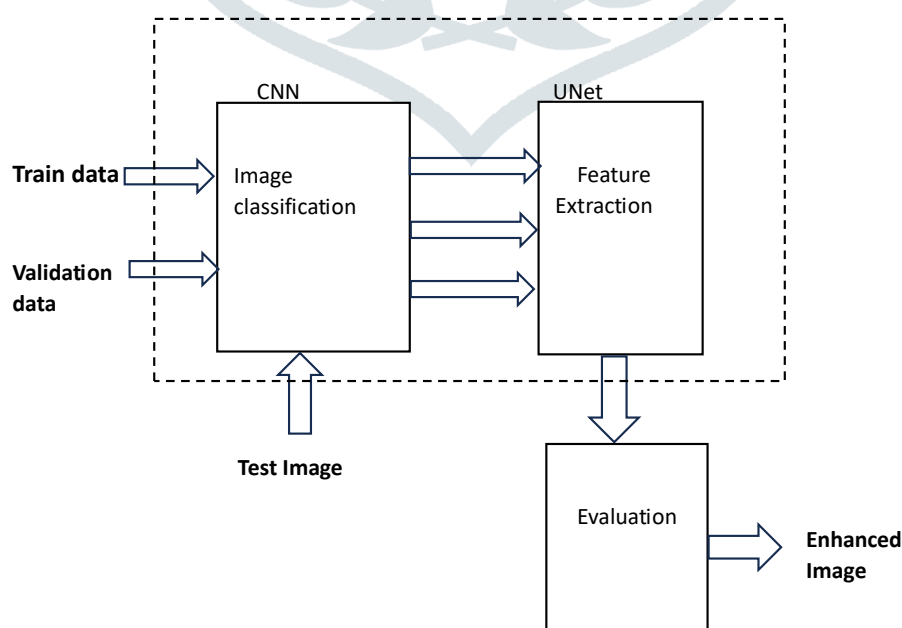 CNN
UNet
Train data
Image
classification
Feature
Extraction
Validation
data
Test Image
Evaluation
Enhanced
Image